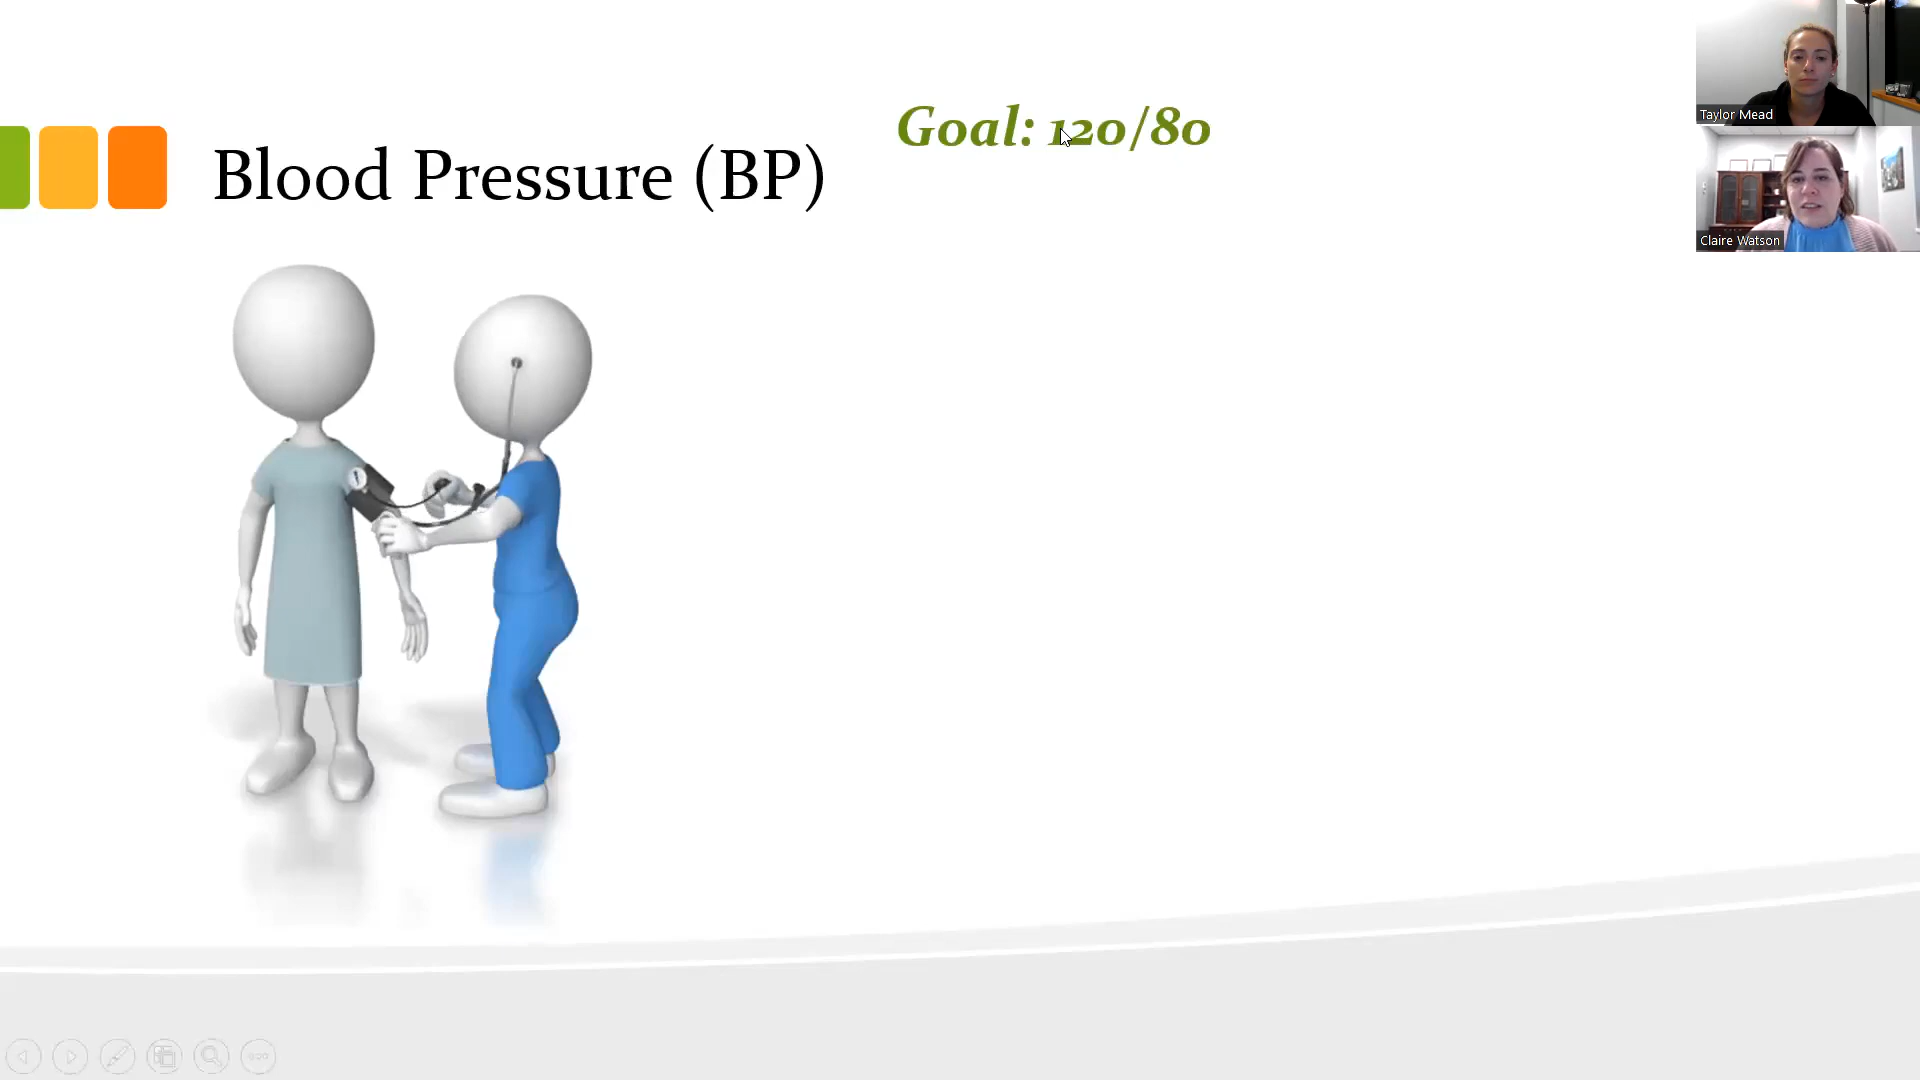 Goal: 120/80
Blood Pressure (BP)
Taylor Mead
Claire Watson